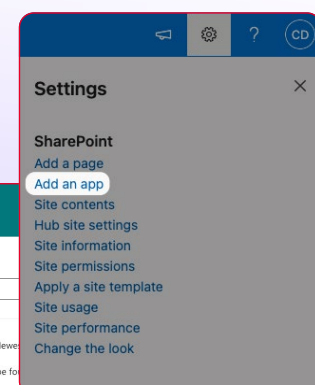 ? CD
Settings
SharePoint
Add a page
Add an app
Site contents
Hub site settings
Site information
Site permissions
Apply a site template
Site usage
Site performance
Change the look